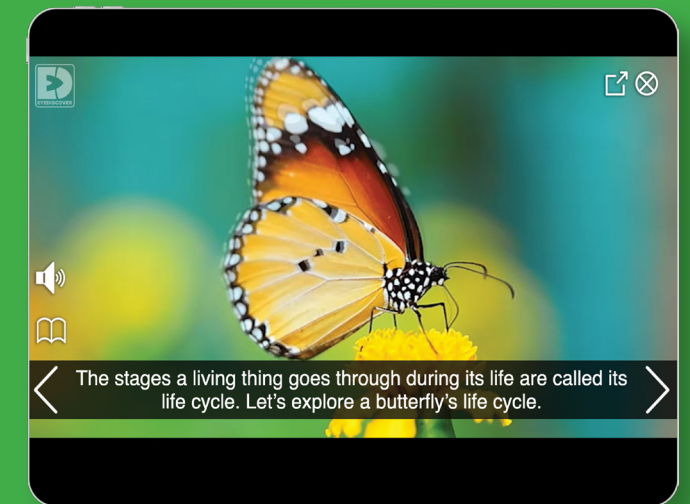 EYEDISCOVER
The stages a living thing goes through during its life are called its
life cycle. Let's explore a butterfly's life cycle.